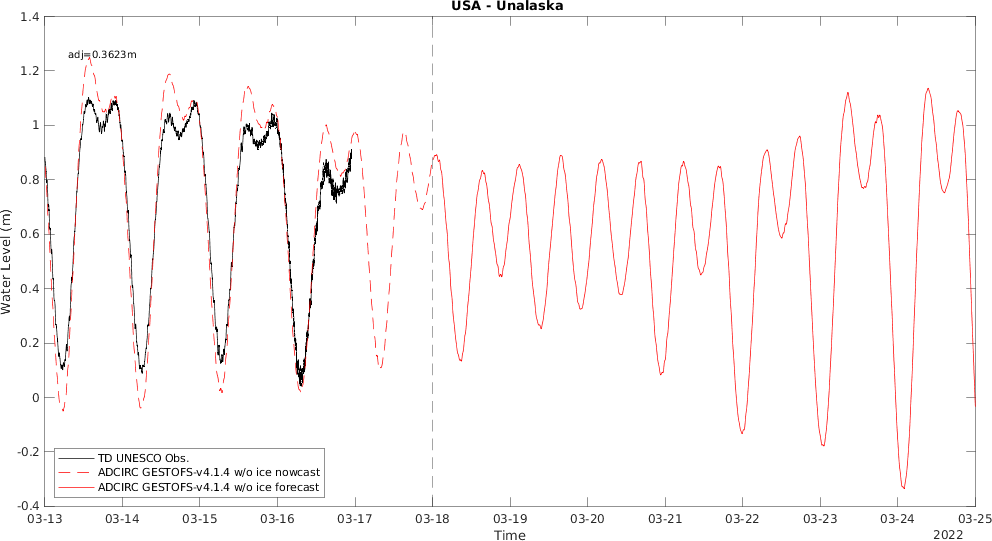 USA - Unalaska
adj=0.3623m
Water Level (m)
1.4
1.2
1
0.8
0.6
0.4
0.2
0
-0.2
-0.4
TD UNESCO Obs.
ADCIRC GESTOFS-v4.1.4 w/o ice nowcast
ADCIRC GESTOFS-v4.1.4 w/o ice forecast
03-13 03-14 03-15 03-16 03-17 03-18 03-19 03-20 03-21 03-22 03-23 03-24 03-25
Time
2022